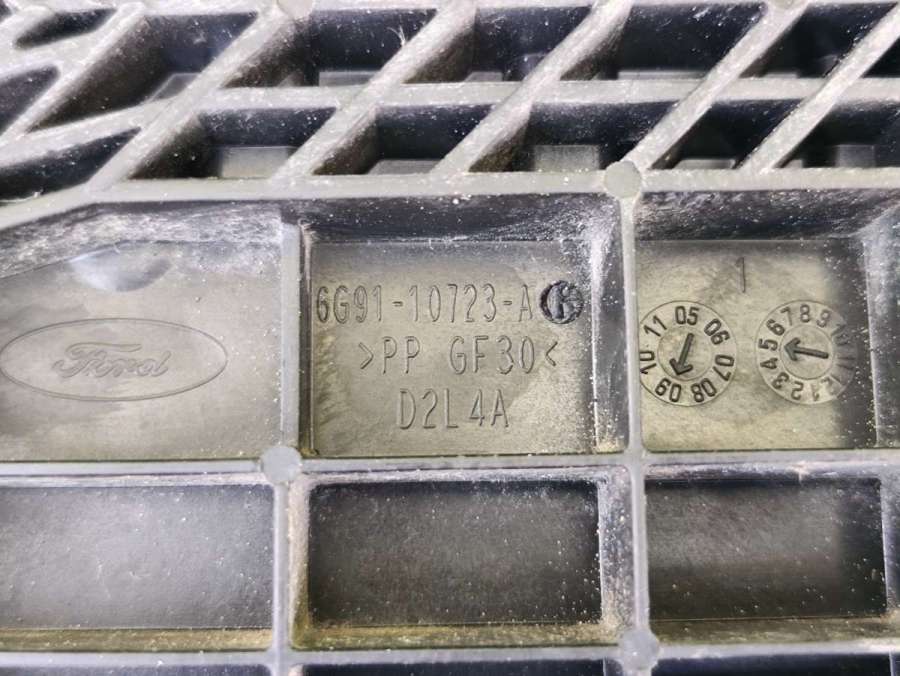 Ford
6G91-10723-A
>PP GF30<
D2L4A
1
05 06 07 08 09 10 11
1 2 3 4 5 6 7 8 9